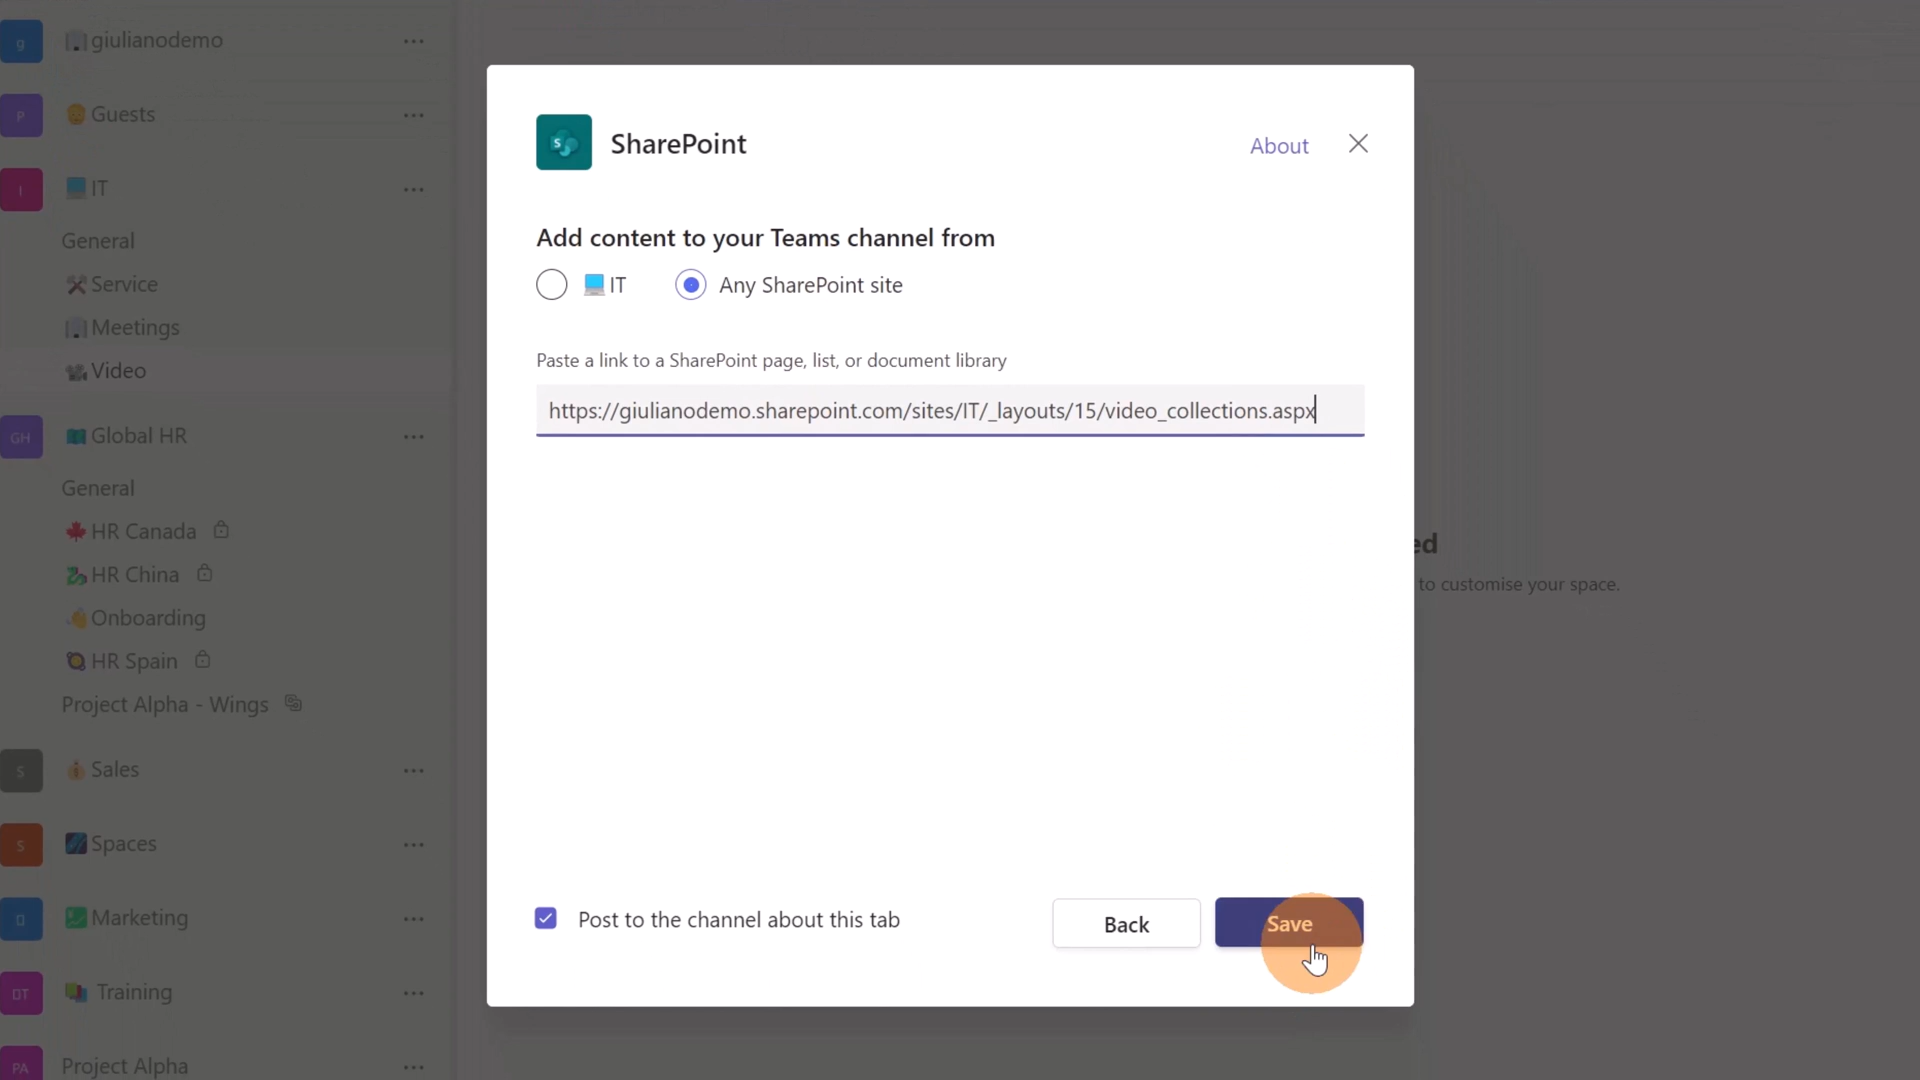 g giulianodemo
P Guests
I IT
General
Service
Meetings
Video
GH Global HR
General
HR Canada
HR China
Onboarding
HR Spain
Project Alpha - Wings
S Sales
S Spaces
Marketing
DT Training
PA Project Alpha
S SharePoint
About
Add content to your Teams channel from
IT Any SharePoint site
Paste a link to a SharePoint page, list, or document library
https://giulianodemo.sharepoint.com/sites/IT/_layouts/15/video_collections.aspx
Post to the channel about this tab
Back Save
ed
to customise your space.